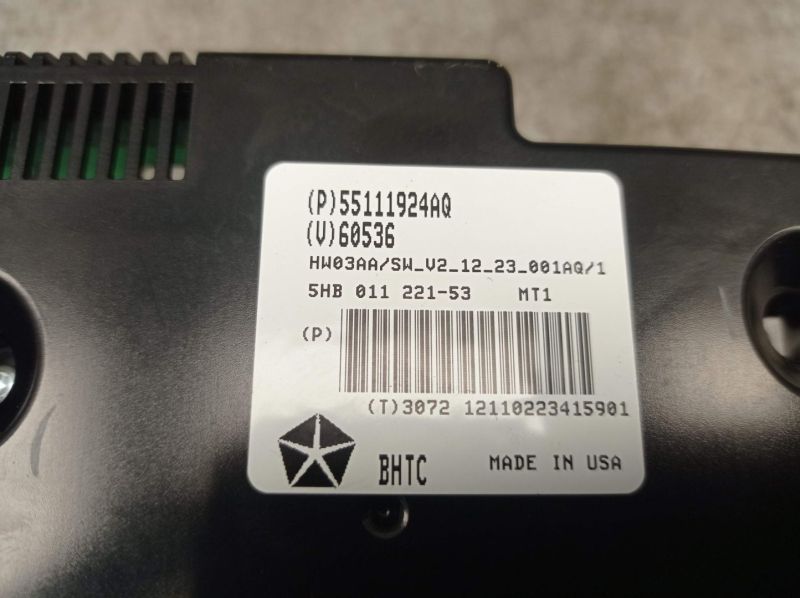 (P)55111924AQ
(V)60536
HW03AA/SW_V2_12_23_001AQ/1
5HB 011 221-53 MT1
(P)
(T)3072 12110223415901
BHTC MADE IN USA